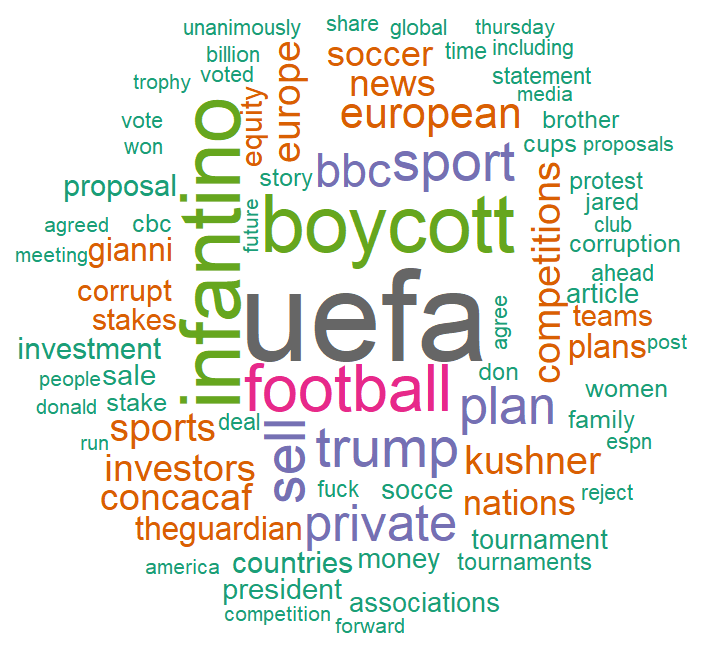 unanimously
share
global
thursday
billion
europe
soccer
time
including
trophy
voted
equity
news
statement
media
vote
infantino
european
brother
won
bbc
sport
cups
proposals
proposal
story
competitions
protest
jared
agreed
cbc
future
boycott
club
meeting
gianni
corruption
uefa
ahead
corrupt
article
stakes
agree
teams
investment
plans
post
people
sale
football
don
women
donald
stake
plan
run
sports
deal
sell
trump
family
espn
investors
kushner
concacaf
fuck
socce
nations
reject
theguardian
private
tournament
america
countries
money
tournaments
president
associations
competition
forward